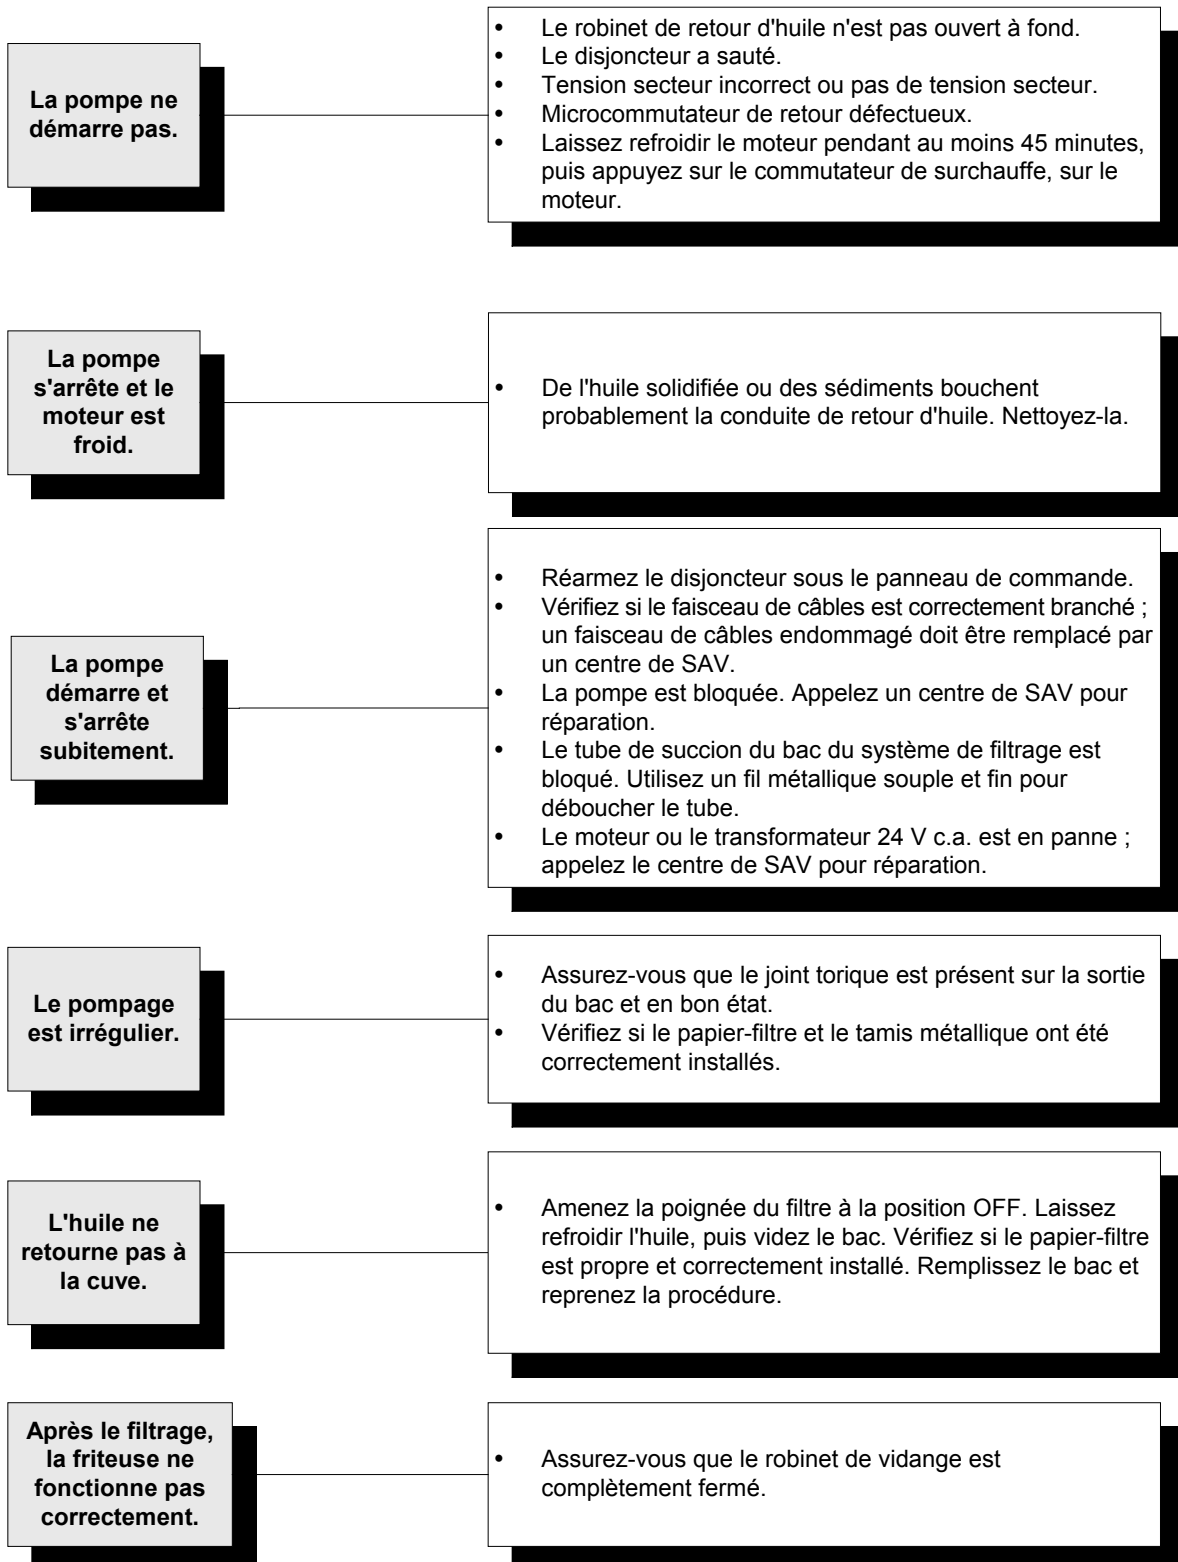 La pompe ne
démarre pas.
• Le robinet de retour d'huile n'est pas ouvert à fond.
• Le disjoncteur a sauté.
• Tension secteur incorrect ou pas de tension secteur.
• Microcommutateur de retour défectueux.
• Laissez refroidir le moteur pendant au moins 45 minutes,
puis appuyez sur le commutateur de surchauffe, sur le
moteur.
La pompe
s'arrête et le
moteur est
froid.
• De l'huile solidifiée ou des sédiments bouchent
probablement la conduite de retour d'huile. Nettoyez-la.
La pompe
démarre et
s'arrête
subitement.
• Réarmez le disjoncteur sous le panneau de commande.
• Vérifiez si le faisceau de câbles est correctement branché ;
un faisceau de câbles endommagé doit être remplacé par
un centre de SAV.
• La pompe est bloquée. Appelez un centre de SAV pour
réparation.
• Le tube de succion du bac du système de filtrage est
bloqué. Utilisez un fil métallique souple et fin pour
déboucher le tube.
• Le moteur ou le transformateur 24 V c.a. est en panne ;
appelez le centre de SAV pour réparation.
Le pompage
est irrégulier.
• Assurez-vous que le joint torique est présent sur la sortie
du bac et en bon état.
• Vérifiez si le papier-filtre et le tamis métallique ont été
correctement installés.
L'huile ne
retourne pas à
la cuve.
• Amenez la poignée du filtre à la position OFF. Laissez
refroidir l'huile, puis videz le bac. Vérifiez si le papier-filtre
est propre et correctement installé. Remplissez le bac et
reprenez la procédure.
Après le filtrage,
la friteuse ne
fonctionne pas
correctement.
• Assurez-vous que le robinet de vidange est
complètement fermé.